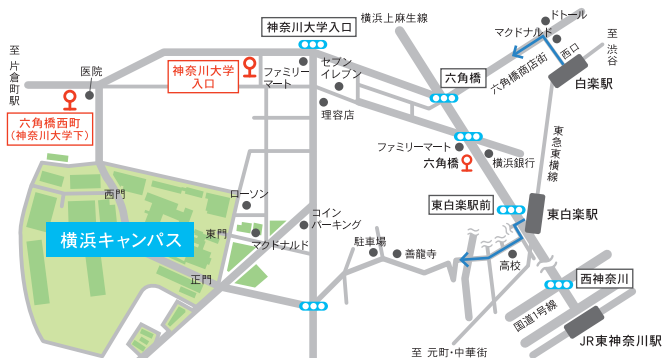 神奈川大学入口
横浜上麻生線
ドトール
マクドナルド
至
渋谷
西口
六角橋商店街
白楽駅
至
片倉町駅
医院
神奈川大学
入口
ファミリー
マート
セブン
イレブン
六角橋
六角橋西町
(神奈川大学下)
理容店
ファミリーマート
六角橋
横浜銀行
東急東横線
西門
ローソン
東白楽駅前
東白楽駅
横浜キャンパス
東門
マクドナルド
コイン
パーキング
駐車場
善龍寺
高校
正門
西神奈川
国道1号線
JR東神奈川駅
至 元町・中華街